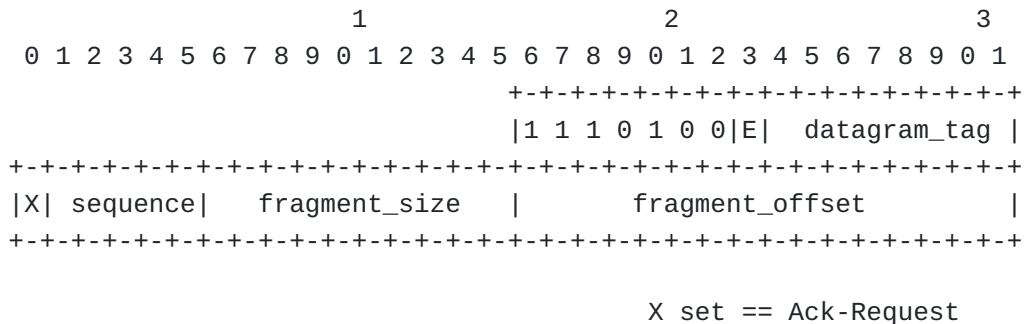 1                   2                   3
 0 1 2 3 4 5 6 7 8 9 0 1 2 3 4 5 6 7 8 9 0 1 2 3 4 5 6 7 8 9 0 1
                                +-+-+-+-+-+-+-+-+-+-+-+-+-+-+-+-+
                                |1 1 1 0 1 0 0|E|  datagram_tag |
+-+-+-+-+-+-+-+-+-+-+-+-+-+-+-+-+-+-+-+-+-+-+-+-+-+-+-+-+-+-+-+-+
|X| sequence|   fragment_size   |       fragment_offset         |
+-+-+-+-+-+-+-+-+-+-+-+-+-+-+-+-+-+-+-+-+-+-+-+-+-+-+-+-+-+-+-+-+
                                         X set == Ack-Request